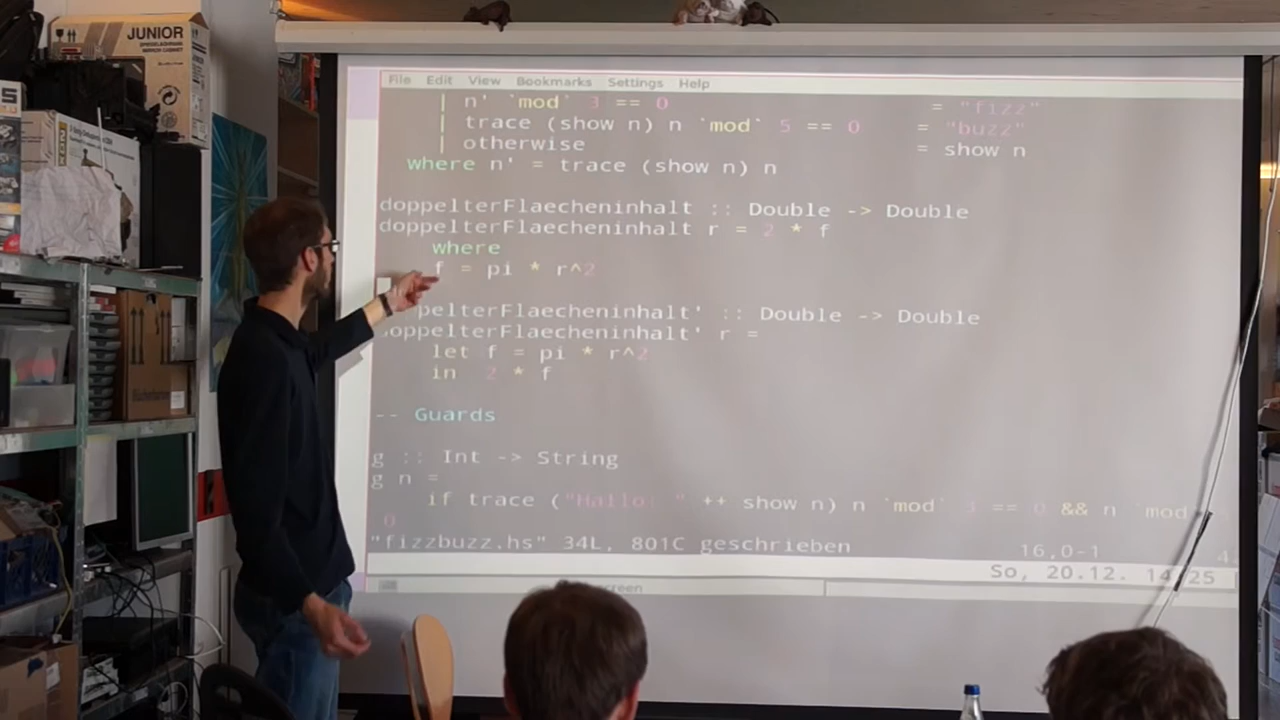 JUNIOR
File Edit View Bookmarks Settings Help
| n' `mod` 3 == 0 = "fizz"
| trace (show n) n `mod` 5 == 0 = "buzz"
| otherwise = show n
where n' = trace (show n) n
doppelterFlaecheninhalt :: Double -> Double
doppelterFlaecheninhalt r = 2 * f
where
f = pi * r^2
pelterFlaecheninhalt' :: Double -> Double
oppelterFlaecheninhalt' r =
let f = pi * r^2
in 2 * f
-- Guards
g :: Int -> String
g n =
if trace ("Hallo: " ++ show n) n `mod` 3 == 0 && n `mod
0
"fizzbuzz.hs" 34L, 801C geschrieben 16,0-1
So, 20.12. 14 25
reen